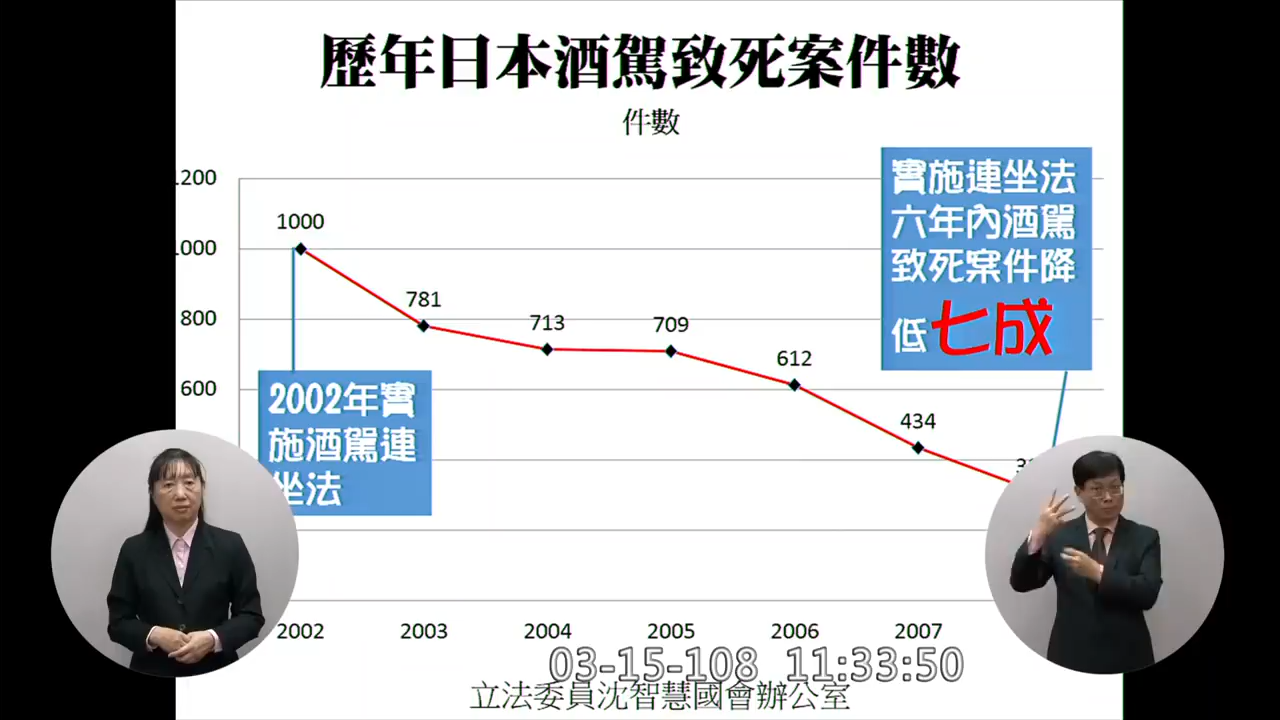 歷年日本酒駕致死案件數
件數
1200
1000
800
600
1000
781
713
709
612
434
2002年實
施酒駕連
坐法
實施連坐法
六年內酒駕
致死案件降
低七成
2002 2003 2004 2005 2006 2007
03-15-108 11:33:50
立法委員沈智慧國會辦公室